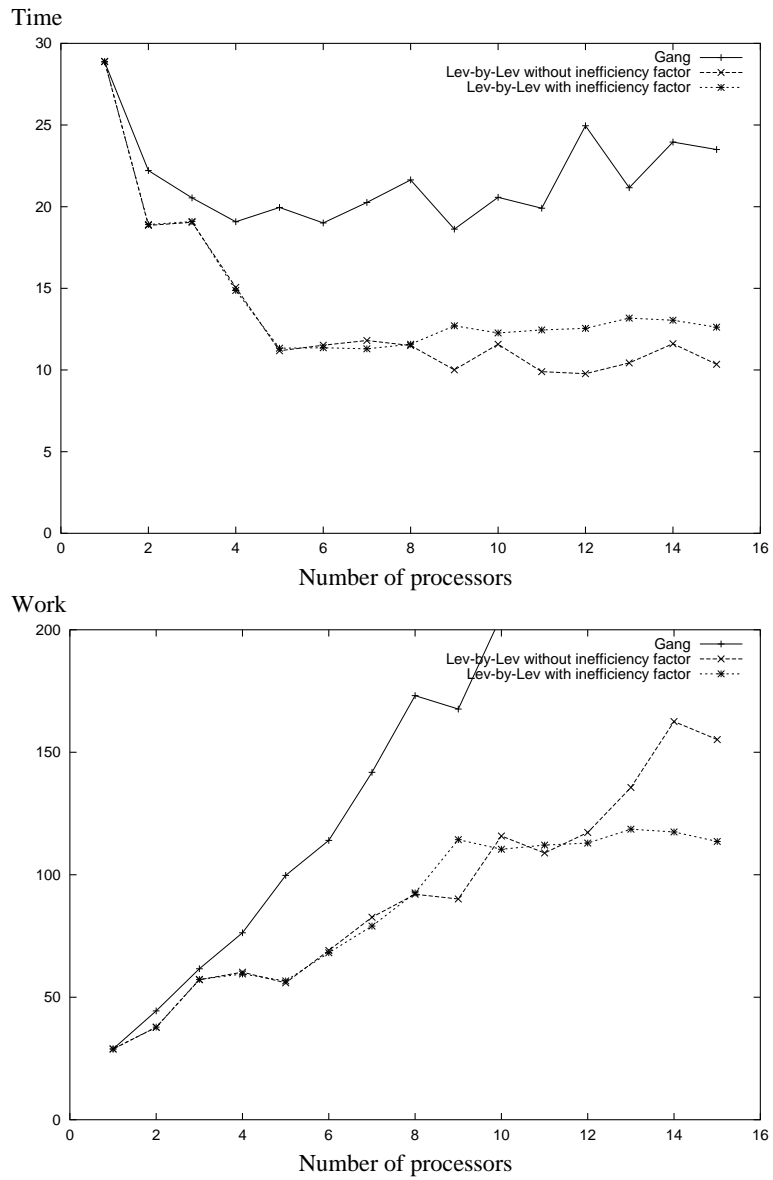 Time
30
25
20
15
10
5
0
Gang
Lev-by-Lev without inefficiency factor
Lev-by-Lev with inefficiency factor
0 2 4 6 8 10 12 14 16
Number of processors
Work
200
150
100
50
0
Gang
Lev-by-Lev without inefficiency factor
Lev-by-Lev with inefficiency factor
0 2 4 6 8 10 12 14 16
Number of processors